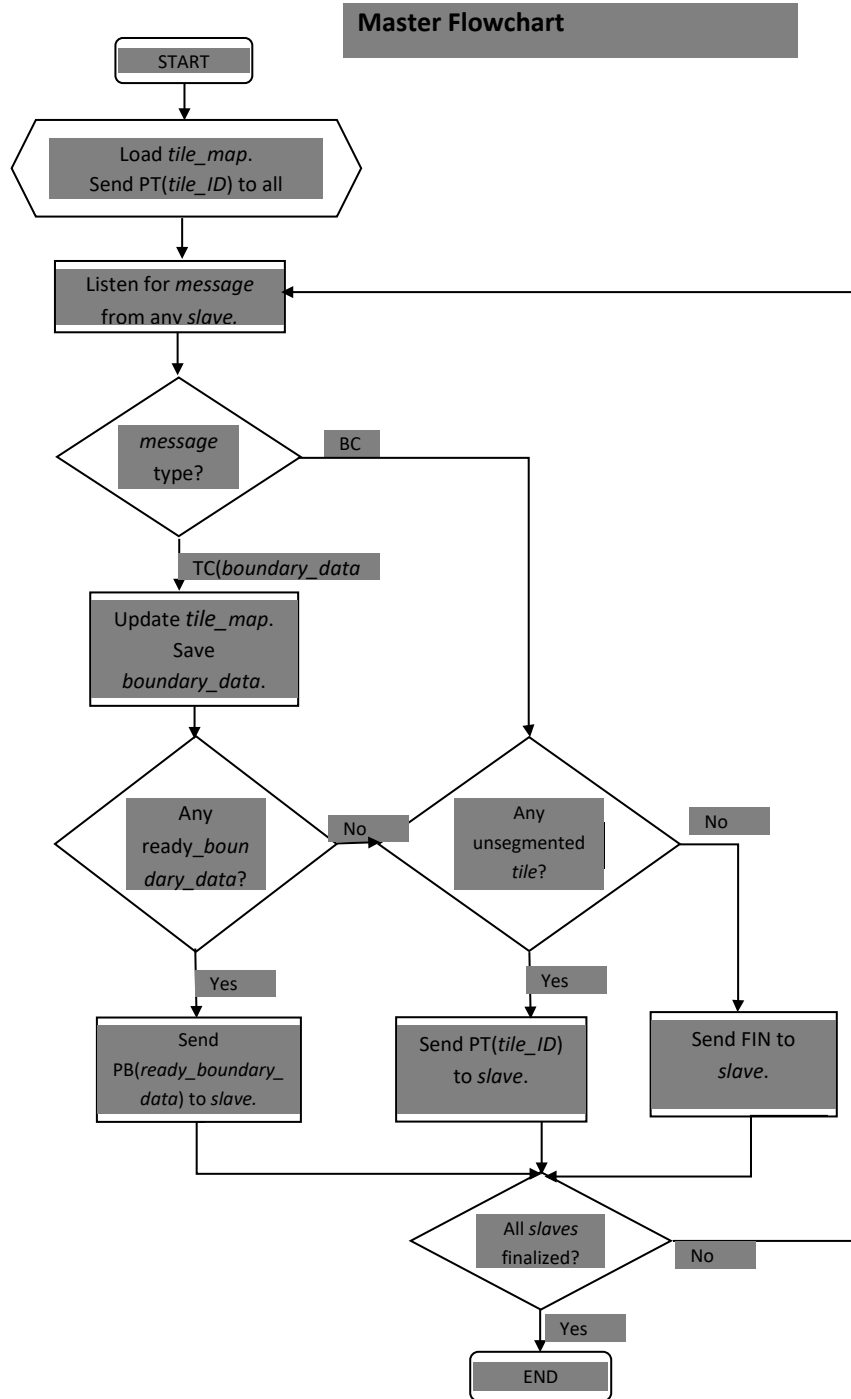 Master Flowchart
START
Load tile_map.
Send PT(tile_ID) to all
Listen for message
from any slave.
message
type?
BC
TC(boundary_data
Update tile_map.
Save
boundary_data.
Any
ready_boun
dary_data?
No
Any
unsegmented
tile?
No
Yes
Yes
Send
PB(ready_boundary_
data) to slave.
Send PT(tile_ID)
to slave.
Send FIN to
slave.
All slaves
finalized?
No
Yes
END